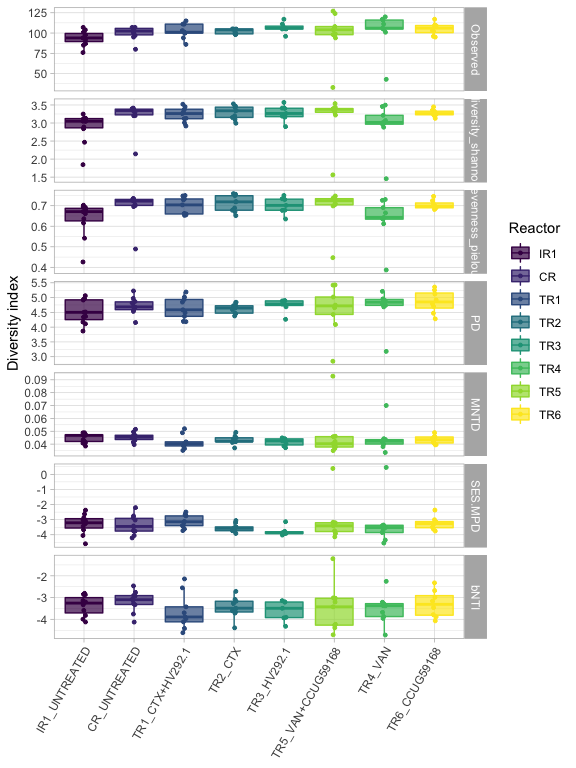 Diversity index
125
100
75
50
Observed
3.5
3.0
2.5
2.0
1.5
iversity_shanno
0.7
0.6
0.5
0.4
evenness_pielou
5.5
5.0
4.5
4.0
3.5
3.0
PD
0.09
0.08
0.07
0.06
0.05
0.04
MNTD
0
-1
-2
-3
-4
SES.MPD
-2
-3
-4
bNTI
IR1_UNTREATED
CR_UNTREATED
TR1_CTX+HV292.1
TR2_CTX
TR3_HV292.1
TR5_VAN+CCUG59168
TR4_VAN
TR6_CCUG59168
Reactor
IR1
CR
TR1
TR2
TR3
TR4
TR5
TR6